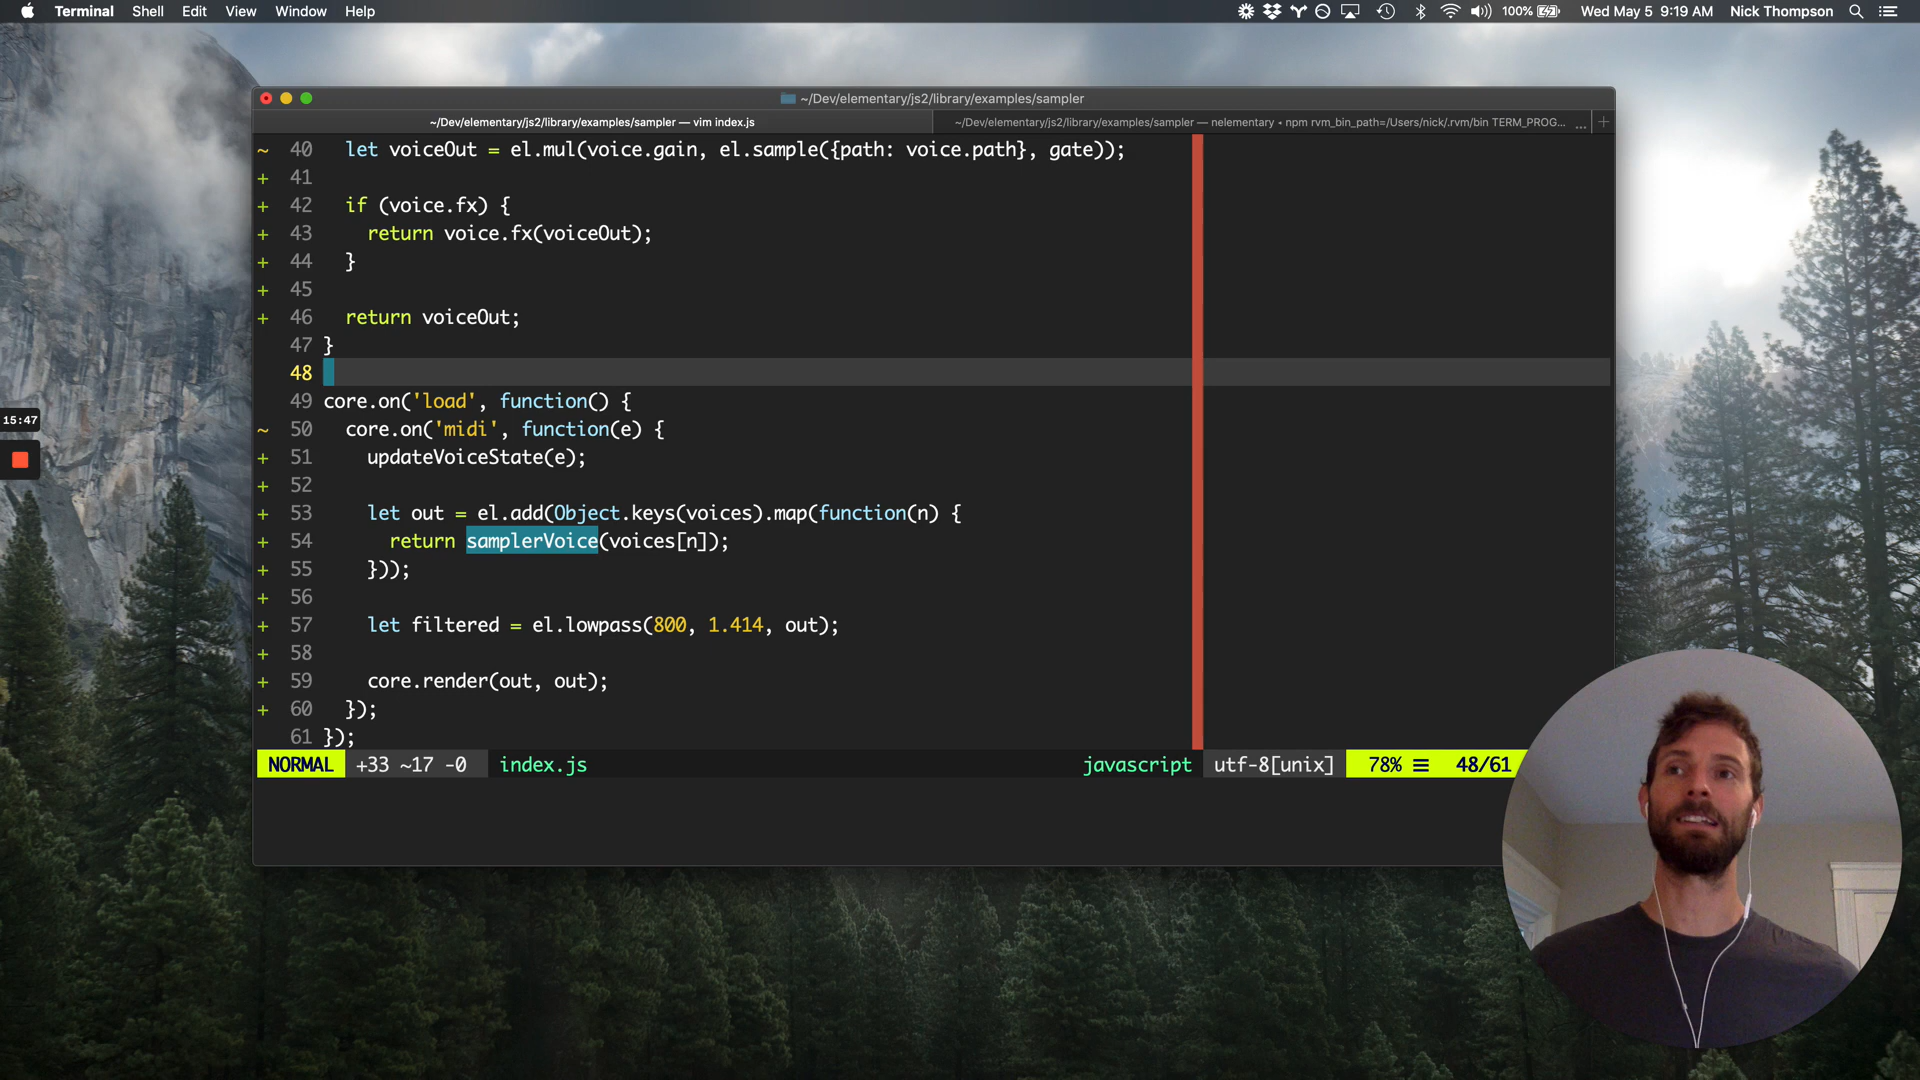 Terminal Shell Edit View Window Help 100% Wed May 5 9:19 AM Nick Thompson
~/Dev/elementary/js2/library/examples/sampler
~/Dev/elementary/js2/library/examples/sampler — vim index.js
~/Dev/elementary/js2/library/examples/sampler — nelementary ◂ npm rvm_bin_path=/Users/nick/.rvm/bin TERM_PROG... ... +
~ 40 let voiceOut = el.mul(voice.gain, el.sample({path: voice.path}, gate));
+ 41
+ 42 if (voice.fx) {
+ 43 return voice.fx(voiceOut);
+ 44 }
+ 45
+ 46 return voiceOut;
47 }
48
49 core.on('load', function() {
~ 50 core.on('midi', function(e) {
+ 51 updateVoiceState(e);
+ 52
+ 53 let out = el.add(Object.keys(voices).map(function(n) {
+ 54 return samplerVoice(voices[n]);
+ 55 }));
+ 56
+ 57 let filtered = el.lowpass(800, 1.414, out);
+ 58
+ 59 core.render(out, out);
+ 60 });
61 });
NORMAL +33 ~17 -0 index.js javascript utf-8[unix] 78% ≡ 48/61
15:47